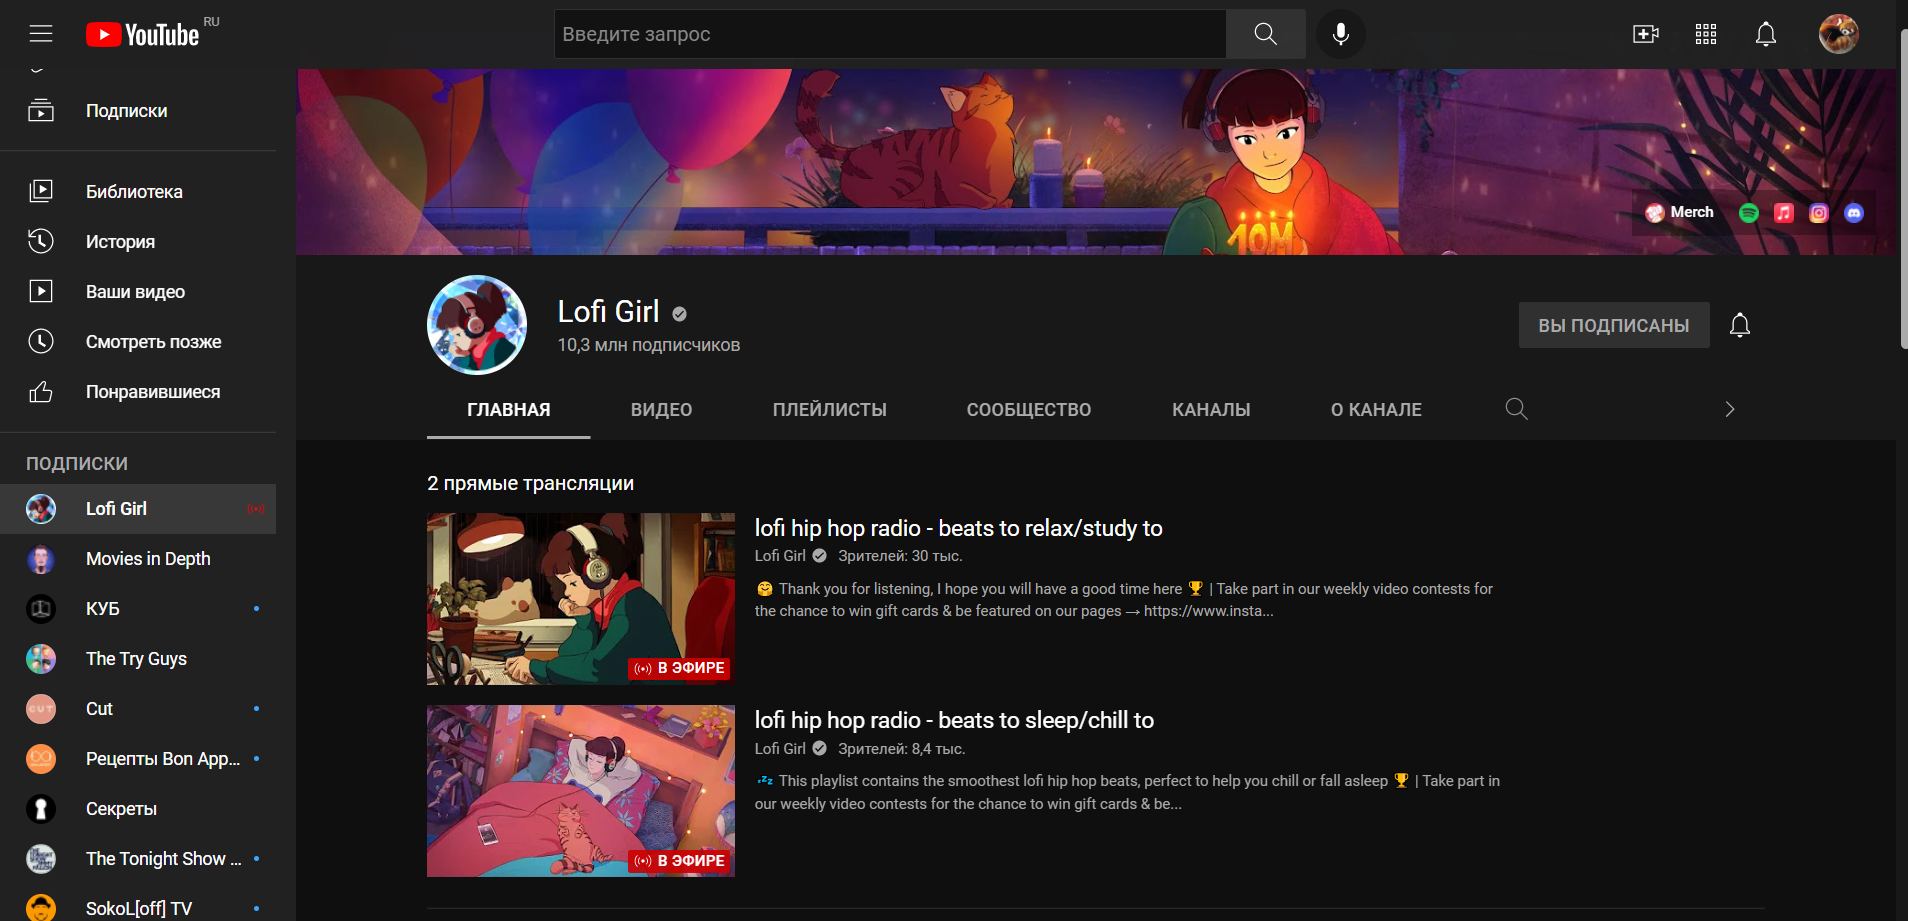 YouTube RU
Введите запрос
Подписки
Библиотека
История
Ваши видео
Смотреть позже
Понравившиеся
ПОДПИСКИ
Lofi Girl
Movies in Depth
КУБ
The Try Guys
CUT
Cut
Рецепты Bon App...
Секреты
The Tonight Show ...
SokoL[off] TV
10M
Merch
Lofi Girl
10,3 млн подписчиков
ВЫ ПОДПИСАНЫ
ГЛАВНАЯ
ВИДЕО
ПЛЕЙЛИСТЫ
СООБЩЕСТВО
КАНАЛЫ
О КАНАЛЕ
2 прямые трансляции
В ЭФИРЕ
lofi hip hop radio - beats to relax/study to
Lofi Girl Зрителей: 30 тыс.
🤗 Thank you for listening, I hope you will have a good time here 🏆 | Take part in our weekly video contests for
the chance to win gift cards & be featured on our pages → https://www.insta...
В ЭФИРЕ
lofi hip hop radio - beats to sleep/chill to
Lofi Girl Зрителей: 8,4 тыс.
💤 This playlist contains the smoothest lofi hip hop beats, perfect to help you chill or fall asleep 🏆 | Take part in
our weekly video contests for the chance to win gift cards & be...